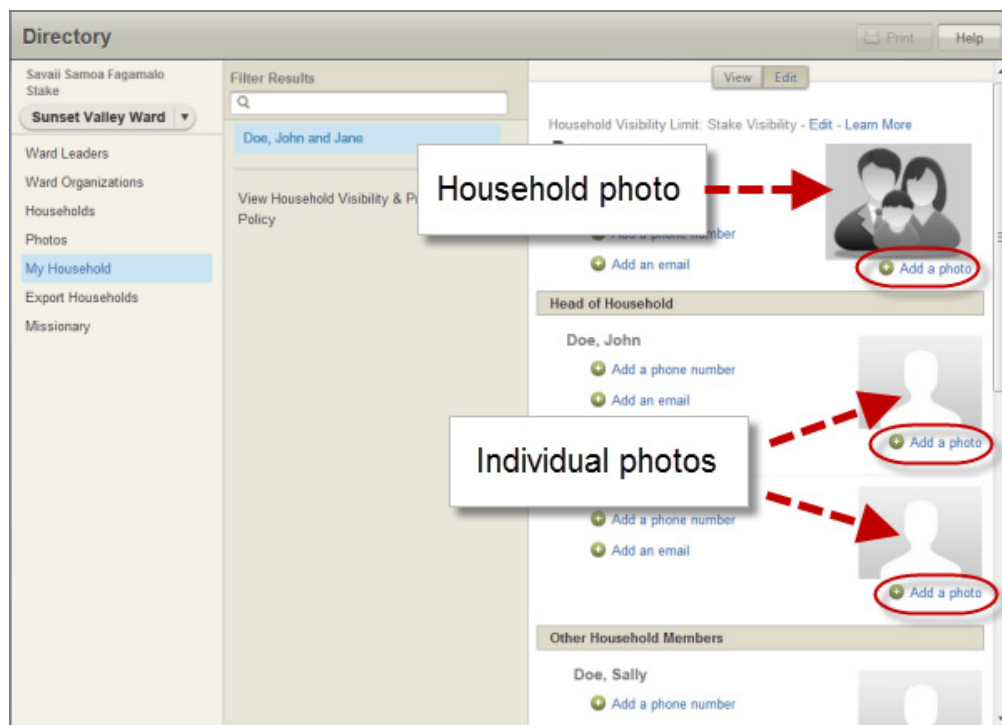 Directory
Print
Help
Savaii Samoa Fagamalo
Stake
Sunset Valley Ward
Ward Leaders
Ward Organizations
Households
Photos
My Household
Export Households
Missionary
Filter Results
Doe, John and Jane
View Household Visibility &
Policy
View Edit
Household Visibility Limit: Stake Visibility - Edit - Learn More
Household photo
Add a phone number
Add an email
Add a photo
Head of Household
Doe, John
Add a phone number
Add an email
Add a photo
Individual photos
Add a phone number
Add an email
Add a photo
Other Household Members
Doe, Sally
Add a phone number